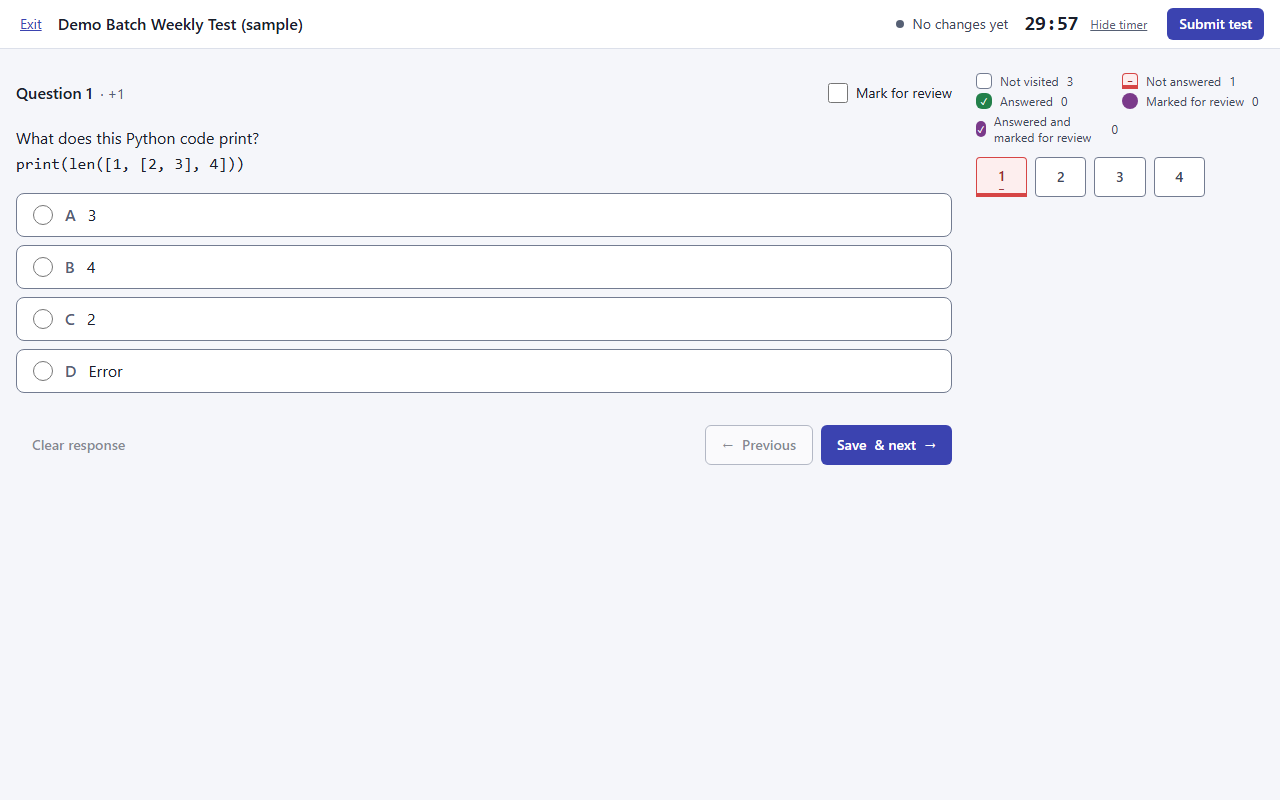 Exit Demo Batch Weekly Test (sample) No changes yet 29:57 Hide timer Submit test
Question 1 · +1 Mark for review
What does this Python code print?
print(len([1, [2, 3], 4]))
A 3
B 4
C 2
D Error
Clear response ← Previous Save & next →
Not visited 3 Not answered 1
Answered 0 Marked for review 0
Answered and marked for review 0
1 2 3 4